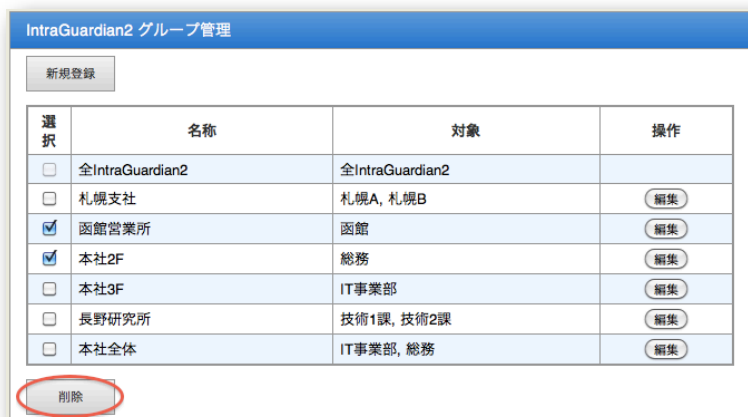 IntraGuardian2 グループ管理
新規登録
選択 名称 対象 操作
全IntraGuardian2 全IntraGuardian2
札幌支社 札幌A, 札幌B 編集
函館営業所 函館 編集
本社2F 総務 編集
本社3F IT事業部 編集
長野研究所 技術1課, 技術2課 編集
本社全体 IT事業部, 総務 編集
削除